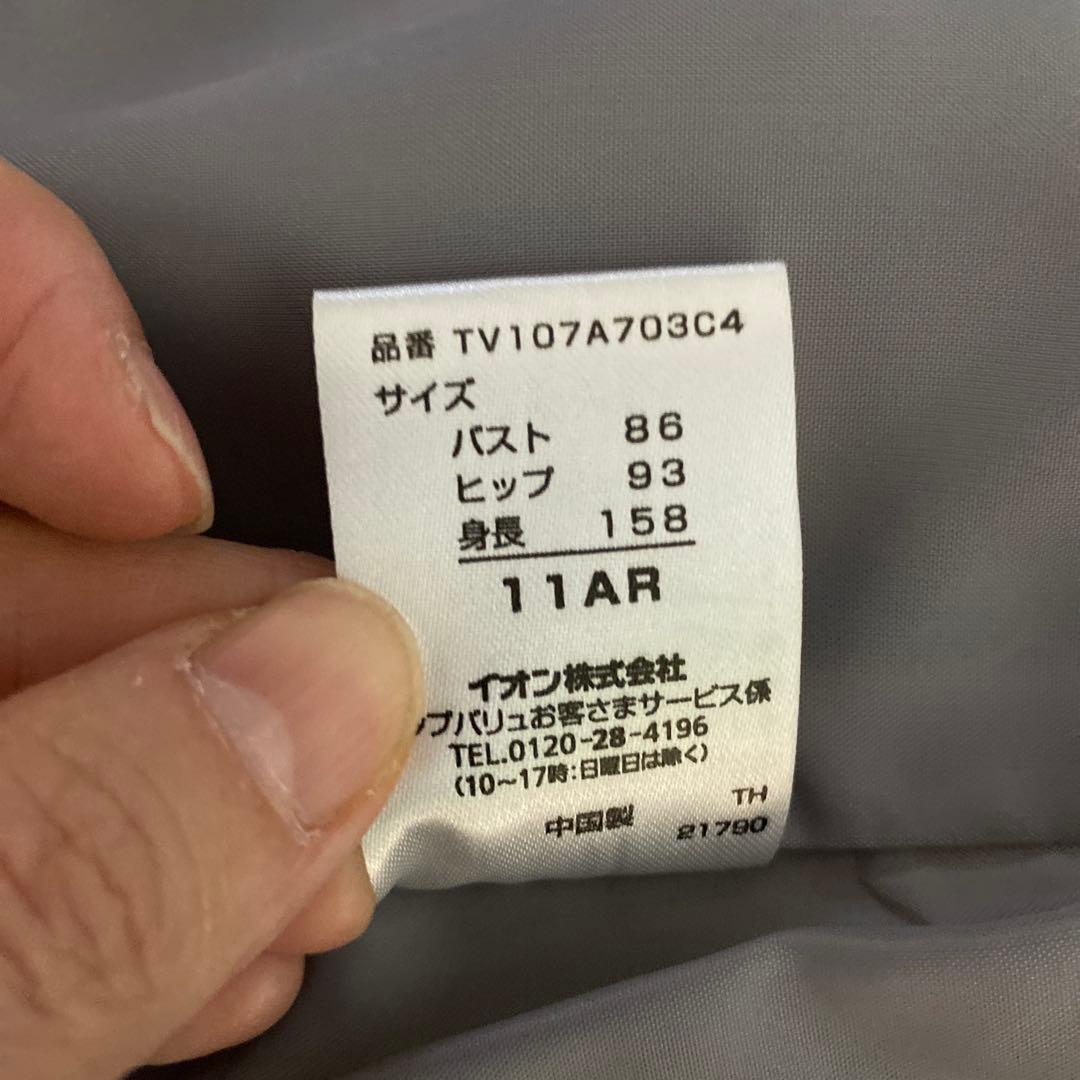 品番 TV107A703C4
サイズ
バスト 86
ヒップ 93
身長 158
11AR
イオン株式会社
プバリュお客さまサービス係
TEL.0120-28-4196
(10〜17時:日曜日は除く)
TH
中国製 21790